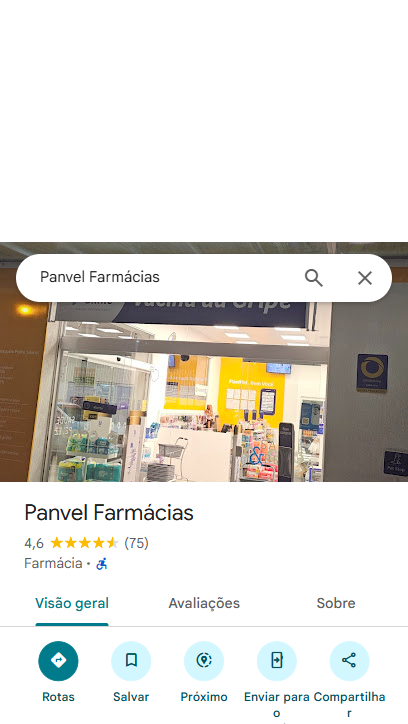 Panvel Farmácias
Vacina da Gripe
Panvel Farmácias
4,6 (75)
Farmácia ·
Visão geral
Avaliações
Sobre
Rotas
Salvar
Próximo
Enviar para o
Compartilhar